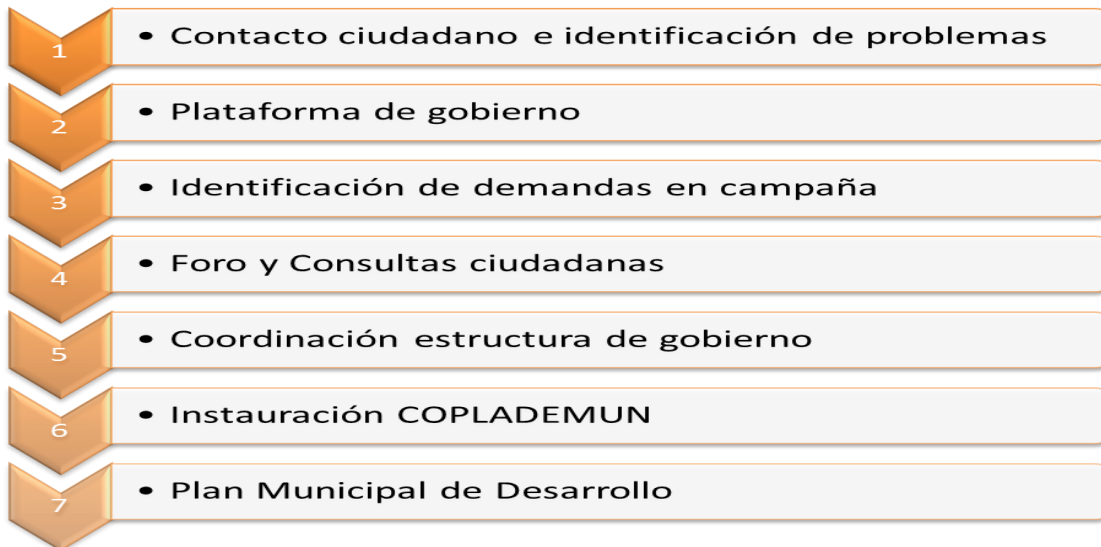 1 • Contacto ciudadano e identificación de problemas
2 • Plataforma de gobierno
3 • Identificación de demandas en campaña
4 • Foro y Consultas ciudadanas
5 • Coordinación estructura de gobierno
6 • Instauración COPLADEMUN
7 • Plan Municipal de Desarrollo